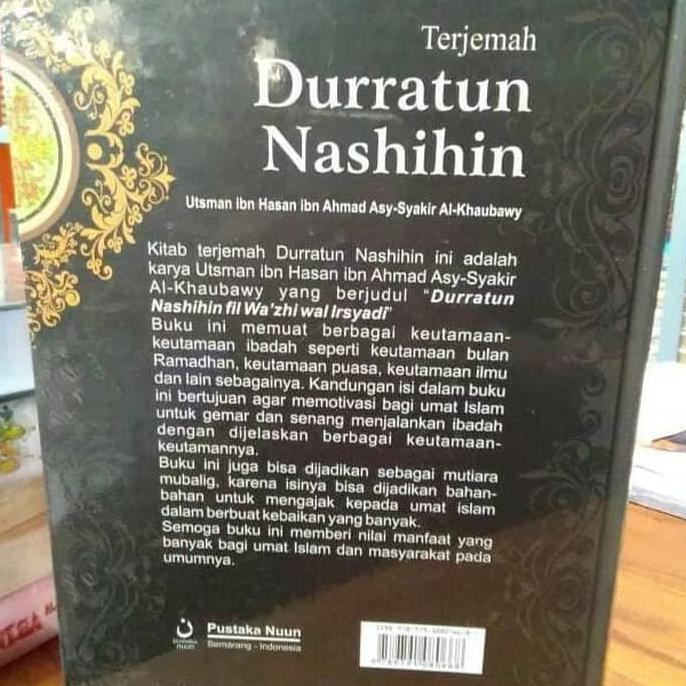 Terjemah
Durratun
Nashihin
Utsman ibn Hasan ibn Ahmad Asy-Syakir Al-Khaubawy
Kitab terjemah Durratun Nashihin ini adalah
karya Utsman ibn Hasan ibn Ahmad Asy-Syakir
Al-Khaubawy yang berjudul "Durratun
Nashihin fil Wa'zhi wal Irsyadi"
Buku ini memuat berbagai keutamaan-
keutamaan ibadah seperti keutamaan bulan
Ramadhan, keutamaan puasa, keutamaan ilmu
dan lain sebagainya. Kandungan isi dalam buku
ini bertujuan agar memotivasi bagi umat Islam
untuk gemar dan senang menjalankan ibadah
dengan dijelaskan berbagai keutamaan-
keutamannya.
Buku ini juga bisa dijadikan sebagai mutiara
mubalig, karena isinya bisa dijadikan bahan-
bahan untuk mengajak kepada umat islam
dalam berbuat kebaikan yang banyak.
Semoga buku ini memberi nilai manfaat yang
banyak bagi umat Islam dan masyarakat pada
umumnya.
ن
pustaka
nuun
Pustaka Nuun
Semarang - Indonesia